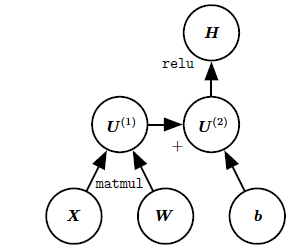 H
relu
U(1)
U(2)
+
matmul
X
W
b